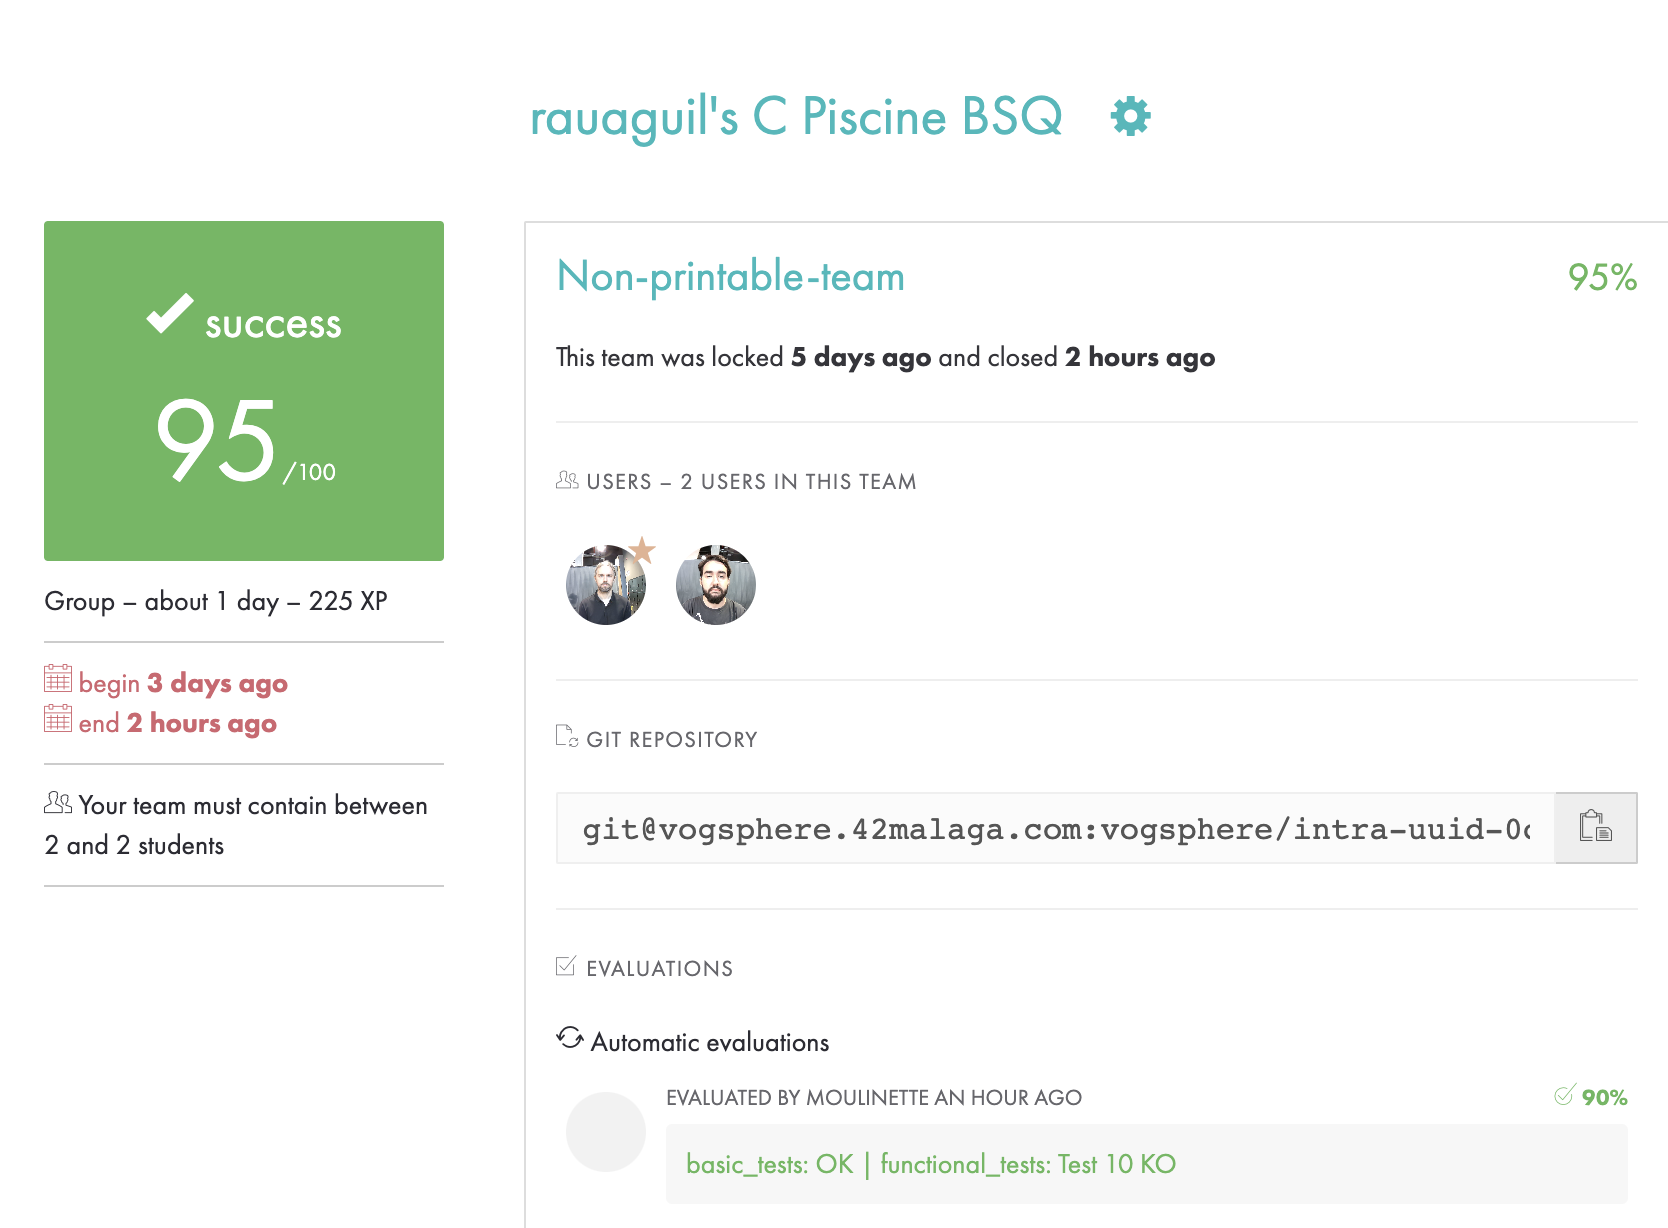 rauaguil's C Piscine BSQ
success
95 /100
Group – about 1 day – 225 XP
begin 3 days ago
end 2 hours ago
Your team must contain between
2 and 2 students
Non-printable-team 95%
This team was locked 5 days ago and closed 2 hours ago
USERS – 2 USERS IN THIS TEAM
GIT REPOSITORY
git@vogsphere.42malaga.com:vogsphere/intra-uuid-0
EVALUATIONS
Automatic evaluations
EVALUATED BY MOULINETTE AN HOUR AGO 90%
basic_tests: OK | functional_tests: Test 10 KO